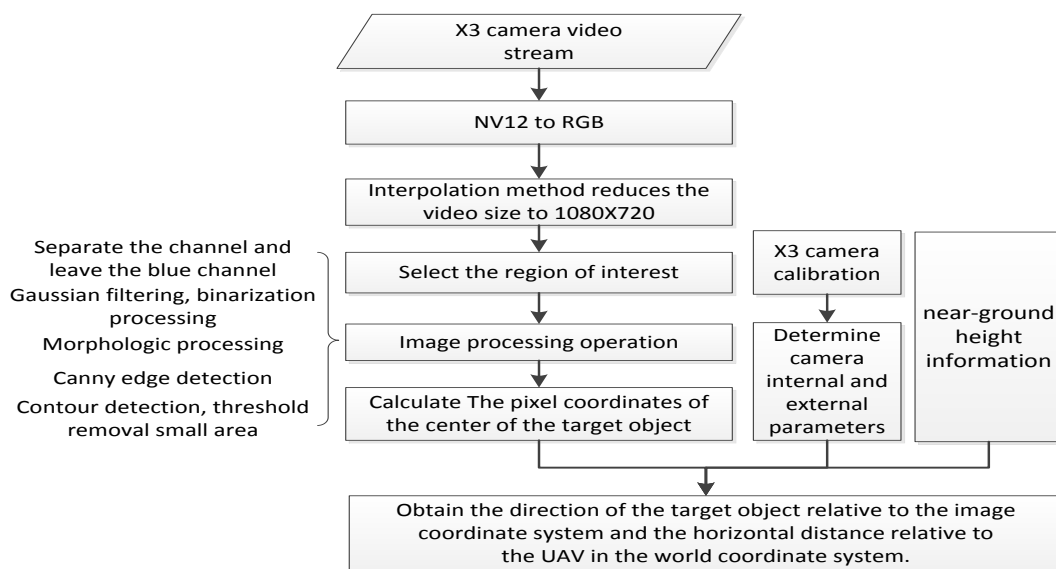 X3 camera video
stream
NV12 to RGB
Interpolation method reduces the
video size to 1080X720
Select the region of interest
Image processing operation
Calculate The pixel coordinates of
the center of the target object
Separate the channel and
leave the blue channel
Gaussian filtering, binarization
processing
Morphologic processing
Canny edge detection
Contour detection, threshold
removal small area
X3 camera
calibration
Determine
camera
internal and
external
parameters
near-ground
height
information
Obtain the direction of the target object relative to the image
coordinate system and the horizontal distance relative to
the UAV in the world coordinate system.